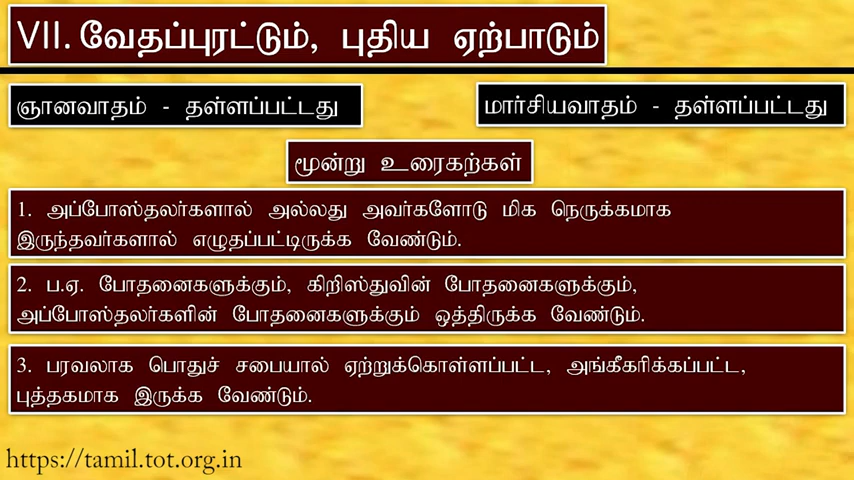 VII. வேதப்புரட்டும், புதிய ஏற்பாடும்
ஞானவாதம் - தள்ளப்பட்டது
மார்சியவாதம் - தள்ளப்பட்டது
மூன்று உரைகற்கள்
1. அப்போஸ்தலர்களால் அல்லது அவர்களோடு மிக நெருக்கமாக
இருந்தவர்களால் எழுதப்பட்டிருக்க வேண்டும்.
2. ப.ஏ. போதனைகளுக்கும், கிறிஸ்துவின் போதனைகளுக்கும்,
அப்போஸ்தலர்களின் போதனைகளுக்கும் ஒத்திருக்க வேண்டும்.
3. பரவலாக பொதுச் சபையால் ஏற்றுக்கொள்ளப்பட்ட, அங்கீகரிக்கப்பட்ட,
புத்தகமாக இருக்க வேண்டும்.
https://tamil.tot.org.in